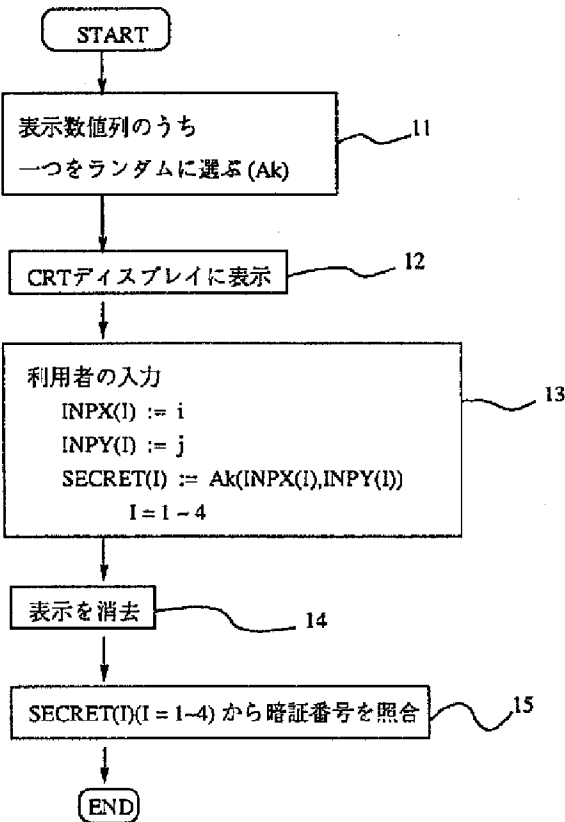 START
表示数値列のうち
一つをランダムに選ぶ(Ak)
11
CRTディスプレイに表示
12
利用者の入力
INPX(I) := i
INPY(I) := j
SECRET(I) := Ak(INPX(I),INPY(I))
I = 1 ~ 4
13
表示を消去
14
SECRET(I)(I = 1~4) から暗証番号を照合
15
END